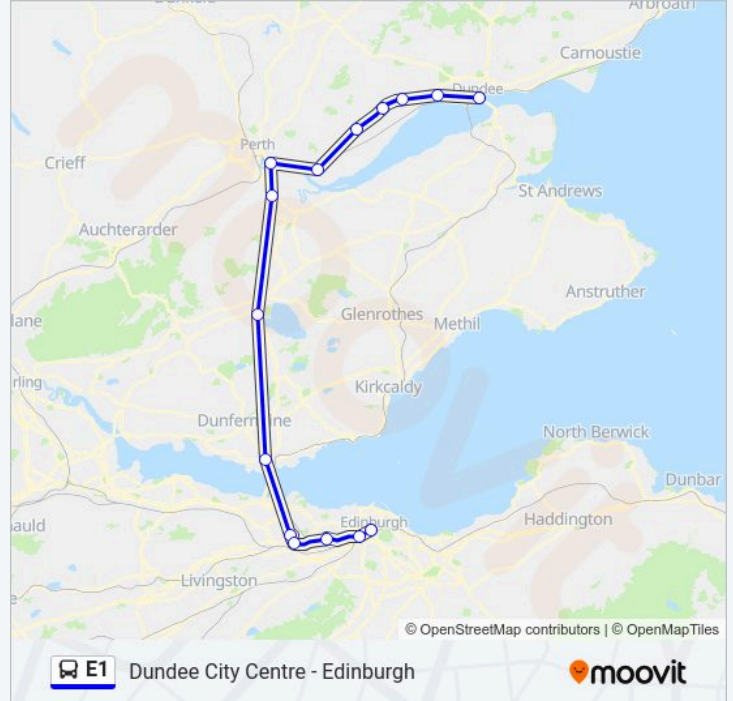 Arbroath
Carnoustie
Dundee
Perth
Crieff
St Andrews
Auchterarder
Anstruther
Glenrothes
Methil
lane
Kirkcaldy
rling
Dunfermline
North Berwick
Dunbar
Edinburgh
Haddington
auld
Livingston
© OpenStreetMap contributors | © OpenMapTiles
E1 Dundee City Centre - Edinburgh
moovit